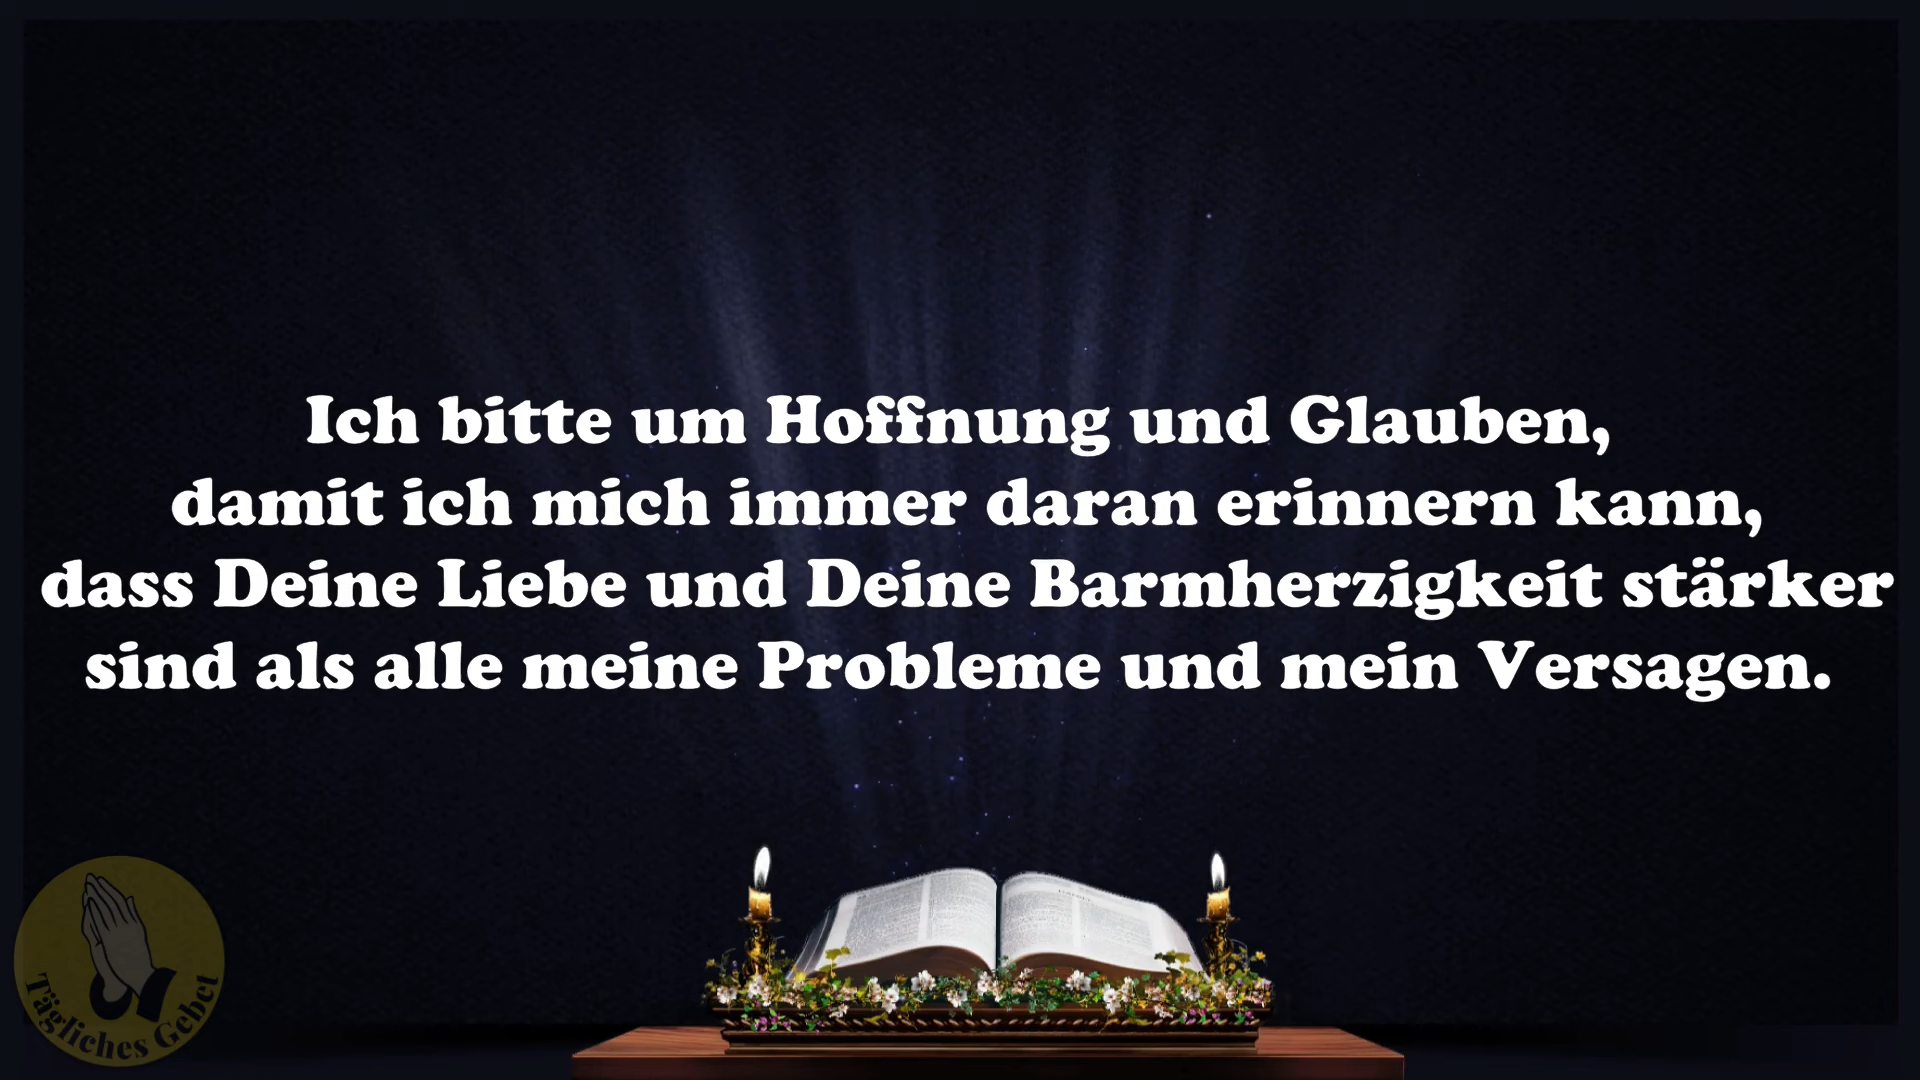 Ich bitte um Hoffnung und Glauben,
damit ich mich immer daran erinnern kann,
dass Deine Liebe und Deine Barmherzigkeit stärker
sind als alle meine Probleme und mein Versagen.
Tägliches Gebet